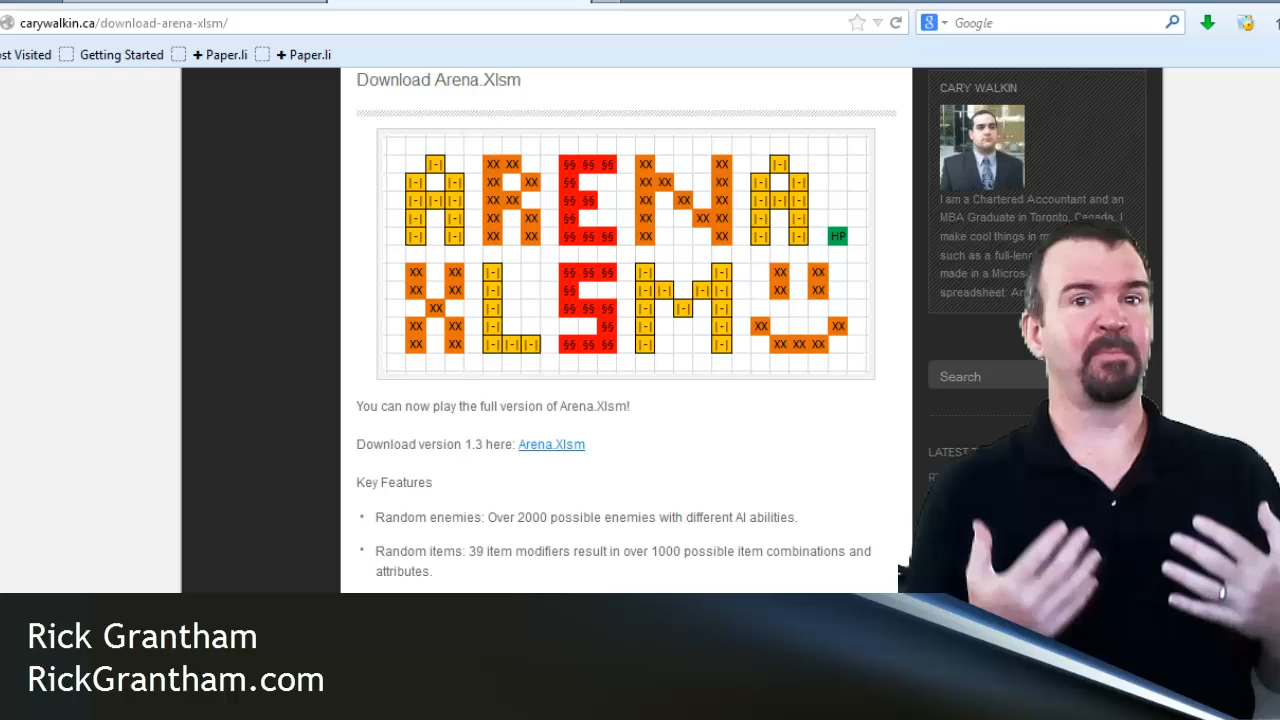 carywalkin.ca/download-arena-xlsm/
Google
ost Visited Getting Started + Paper.li + Paper.li
Download Arena.Xlsm
ARENA
HP
XLSM
You can now play the full version of Arena.Xlsm!
Download version 1.3 here: Arena.Xlsm
Key Features
• Random enemies: Over 2000 possible enemies with different AI abilities.
• Random items: 39 item modifiers result in over 1000 possible item combinations and
attributes.
CARY WALKIN
I am a Chartered Accountant and an
MBA Graduate in Toronto, Canada. I
make cool things in m
such as a full-len
made in a Micros
spreadsheet. Ar
Search
LATEST T
Rick Grantham
RickGrantham.com